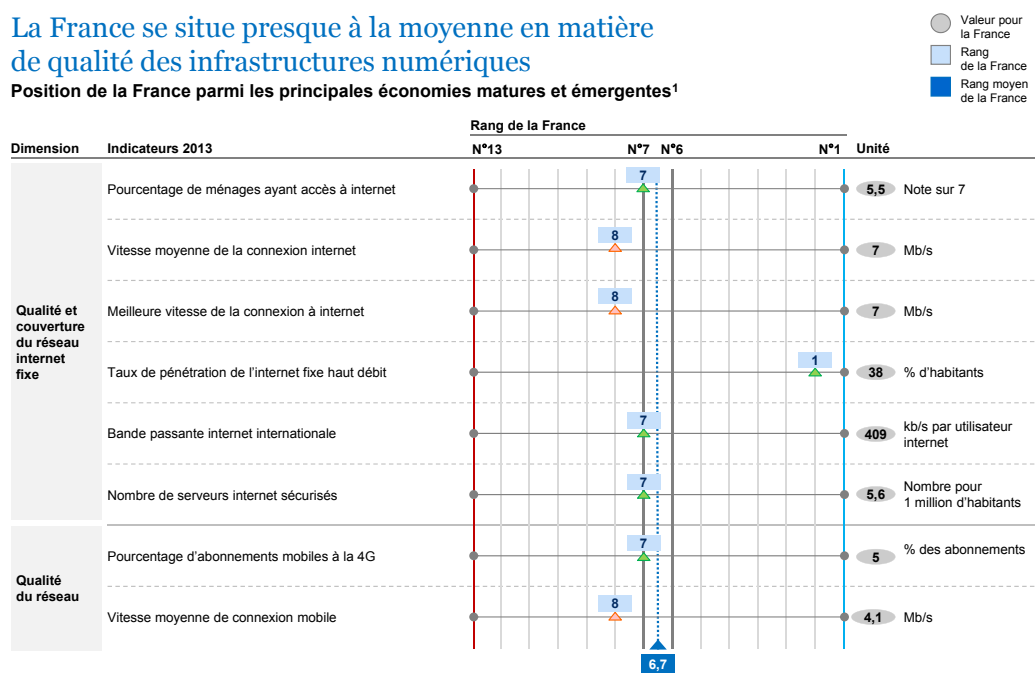 La France se situe presque à la moyenne en matière
de qualité des infrastructures numériques
Position de la France parmi les principales économies matures et émergentes¹
Valeur pour
la France
Rang
de la France
Rang moyen
de la France
Rang de la France
Dimension Indicateurs 2013 N°13 N°7 N°6 N°1 Unité
Qualité et
couverture
du réseau
internet
fixe
Pourcentage de ménages ayant accès à internet 7 5,5 Note sur 7
Vitesse moyenne de la connexion internet 8 7 Mb/s
Meilleure vitesse de la connexion à internet 8 7 Mb/s
Taux de pénétration de l'internet fixe haut débit 1 38 % d'habitants
Bande passante internet internationale 7 409 kb/s par utilisateur
internet
Nombre de serveurs internet sécurisés 7 5,6 Nombre pour
1 million d'habitants
Qualité
du réseau
Pourcentage d'abonnements mobiles à la 4G 7 5 % des abonnements
Vitesse moyenne de connexion mobile 8 4,1 Mb/s
6,7